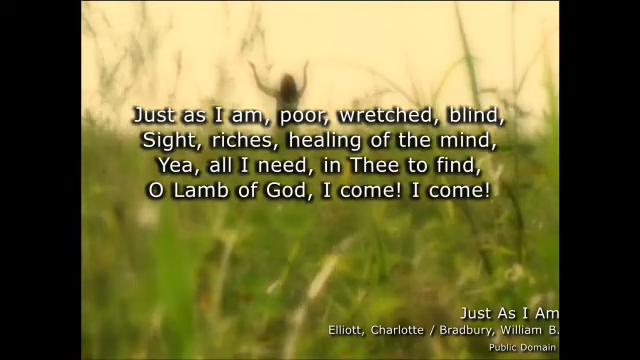 Just as I am, poor, wretched, blind,
Sight, riches, healing of the mind,
Yea, all I need, in Thee to find,
O Lamb of God, I come! I come!
Just As I Am
Elliott, Charlotte / Bradbury, William B.
Public Domain